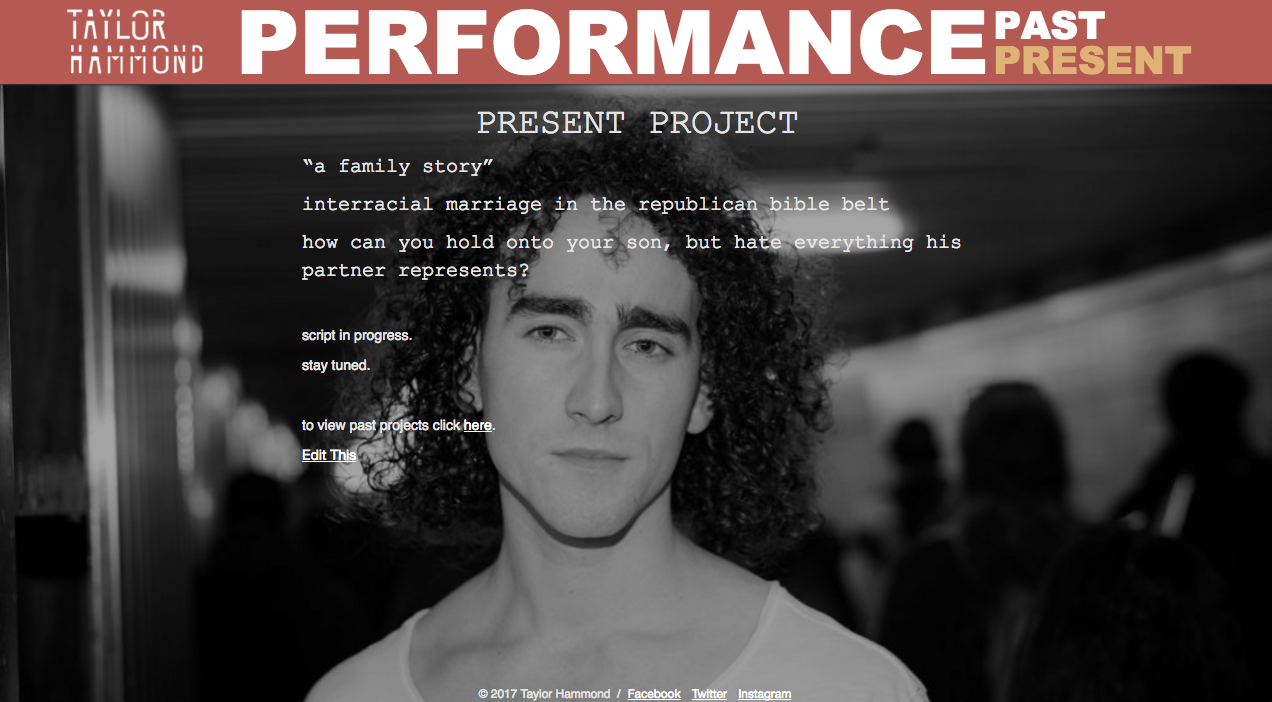 TAYLOR
HAMMOND
PERFORMANCE
PAST
PRESENT
PRESENT PROJECT
“a family story”
interracial marriage in the republican bible belt
how can you hold onto your son, but hate everything his
partner represents?
script in progress.
stay tuned.
to view past projects click here.
Edit This
© 2017 Taylor Hammond / Facebook Twitter Instagram